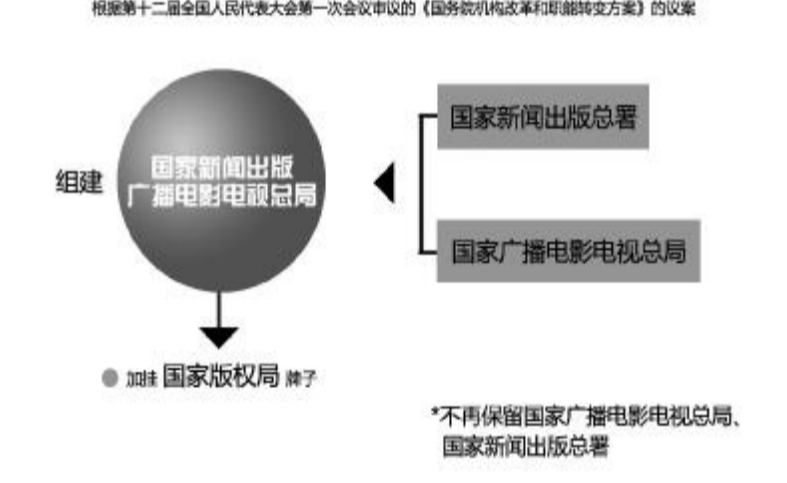 根据第十二届全国人民代表大会第一次会议审议的《国务院机构改革和职能转变方案》的议案
国家新闻出版总署
组建
国家新闻出版
广播电影电视总局
国家广播电影电视总局
加挂 国家版权局 牌子
*不再保留国家广播电影电视总局、
国家新闻出版总署